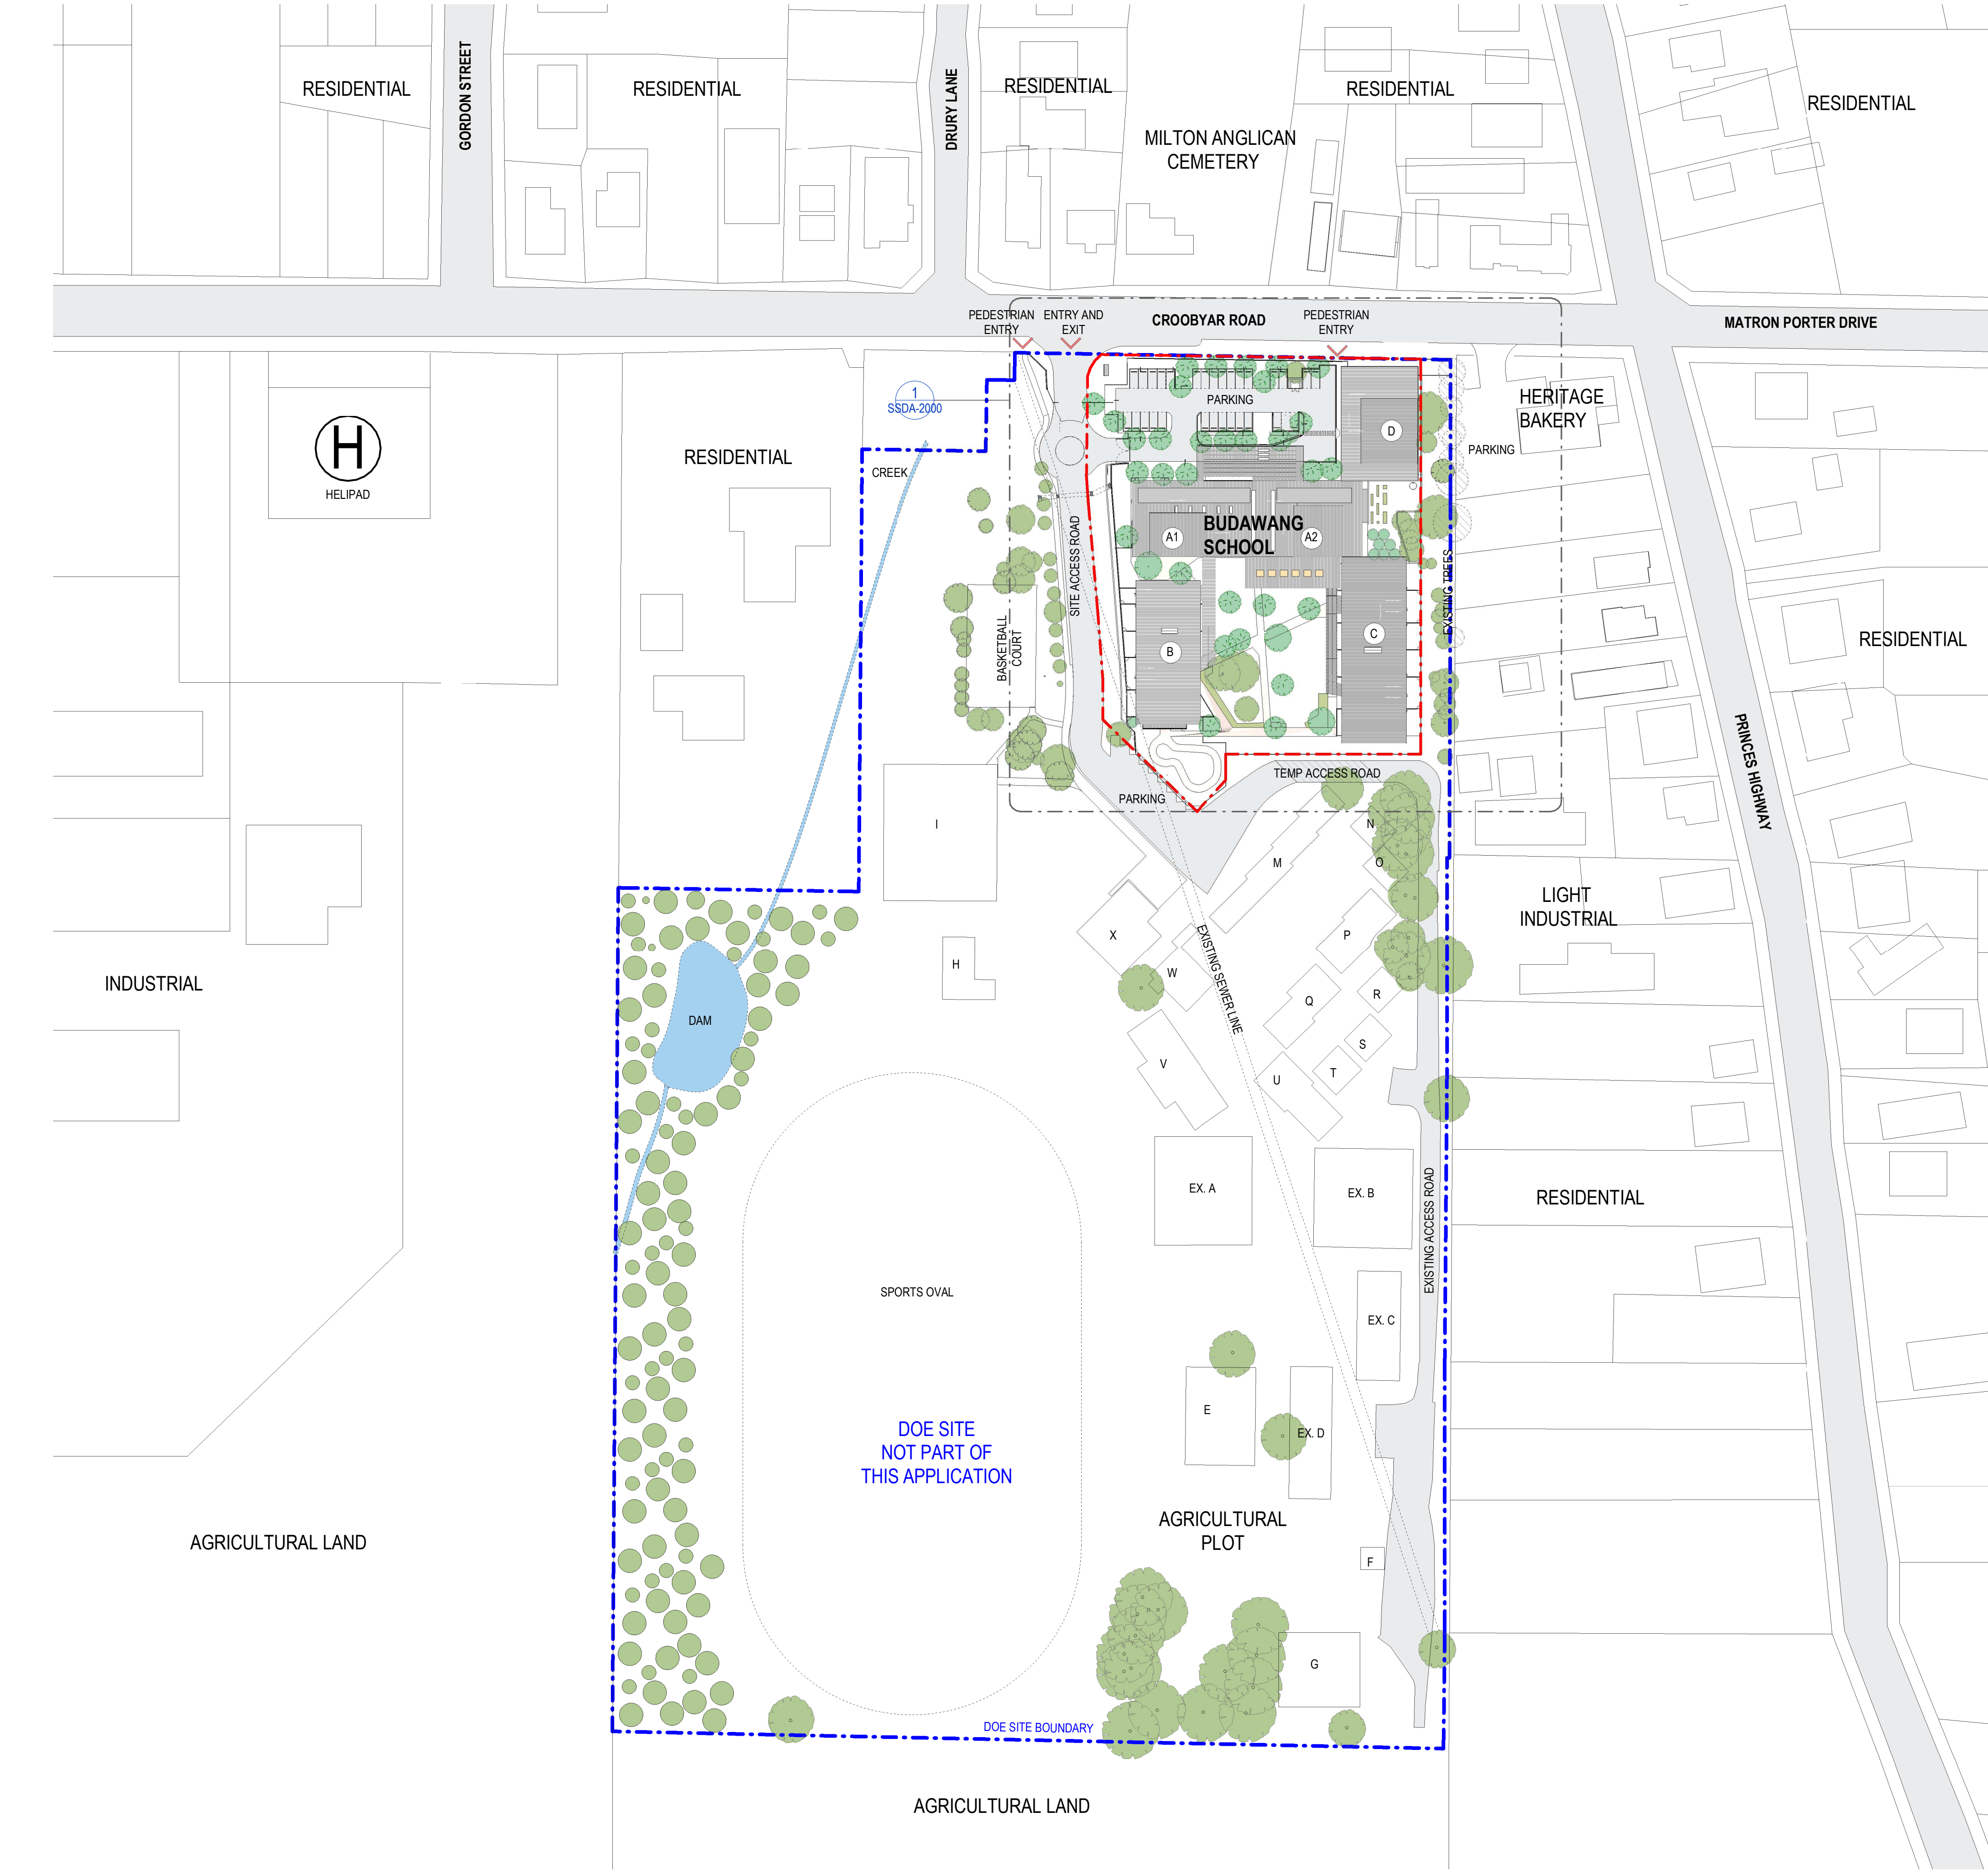 GORDON STREET
DRURY LANE
RESIDENTIAL
RESIDENTIAL
RESIDENTIAL
RESIDENTIAL
RESIDENTIAL
MILTON ANGLICAN
CEMETERY
PEDESTRIAN
ENTRY
ENTRY AND
EXIT
CROOBYAR ROAD
PEDESTRIAN
ENTRY
MATRON PORTER DRIVE
1
SSDA-2000
H
HELIPAD
RESIDENTIAL
CREEK
PARKING
D
HERITAGE
BAKERY
PARKING
SITE ACCESS ROAD
A1
BUDAWANG
SCHOOL
A2
EXISTING TREES
BASKETBALL
COURT
B
C
RESIDENTIAL
PRINCES HIGHWAY
TEMP ACCESS ROAD
PARKING
I
M
N
O
LIGHT
INDUSTRIAL
X
W
EXISTING SEWER LINE
P
H
Q
R
S
INDUSTRIAL
DAM
V
U
T
EX. A
EX. B
EXISTING ACCESS ROAD
RESIDENTIAL
SPORTS OVAL
EX. C
E
EX. D
DOE SITE
NOT PART OF
THIS APPLICATION
AGRICULTURAL
PLOT
AGRICULTURAL LAND
F
G
DOE SITE BOUNDARY
AGRICULTURAL LAND